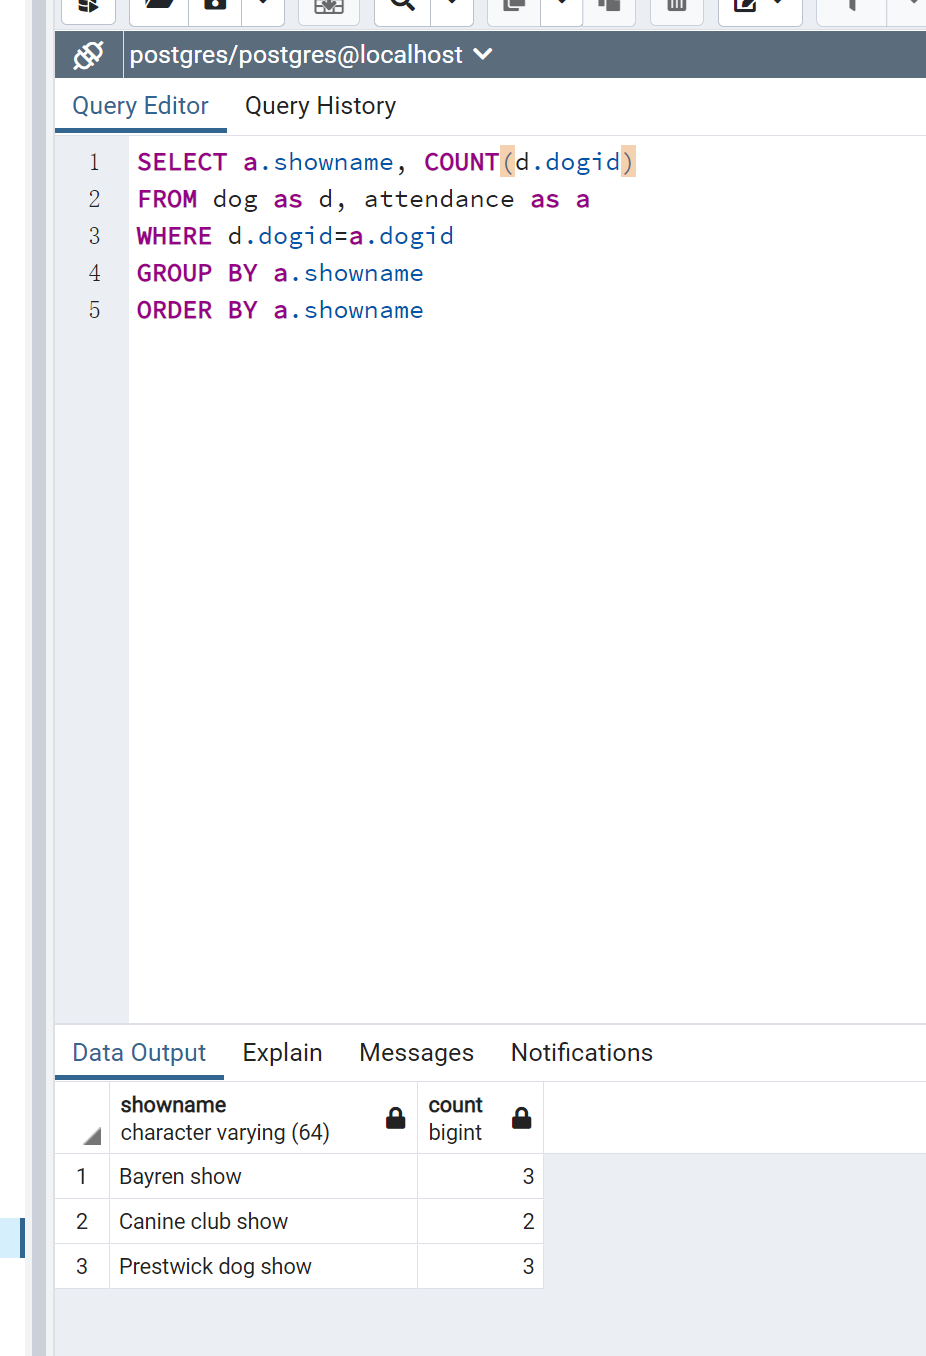 postgres/postgres@localhost
Query Editor Query History
1 SELECT a.showname, COUNT(d.dogid)
2 FROM dog as d, attendance as a
3 WHERE d.dogid=a.dogid
4 GROUP BY a.showname
5 ORDER BY a.showname
Data Output Explain Messages Notifications
showname count
character varying (64) bigint
1 Bayren show 3
2 Canine club show 2
3 Prestwick dog show 3